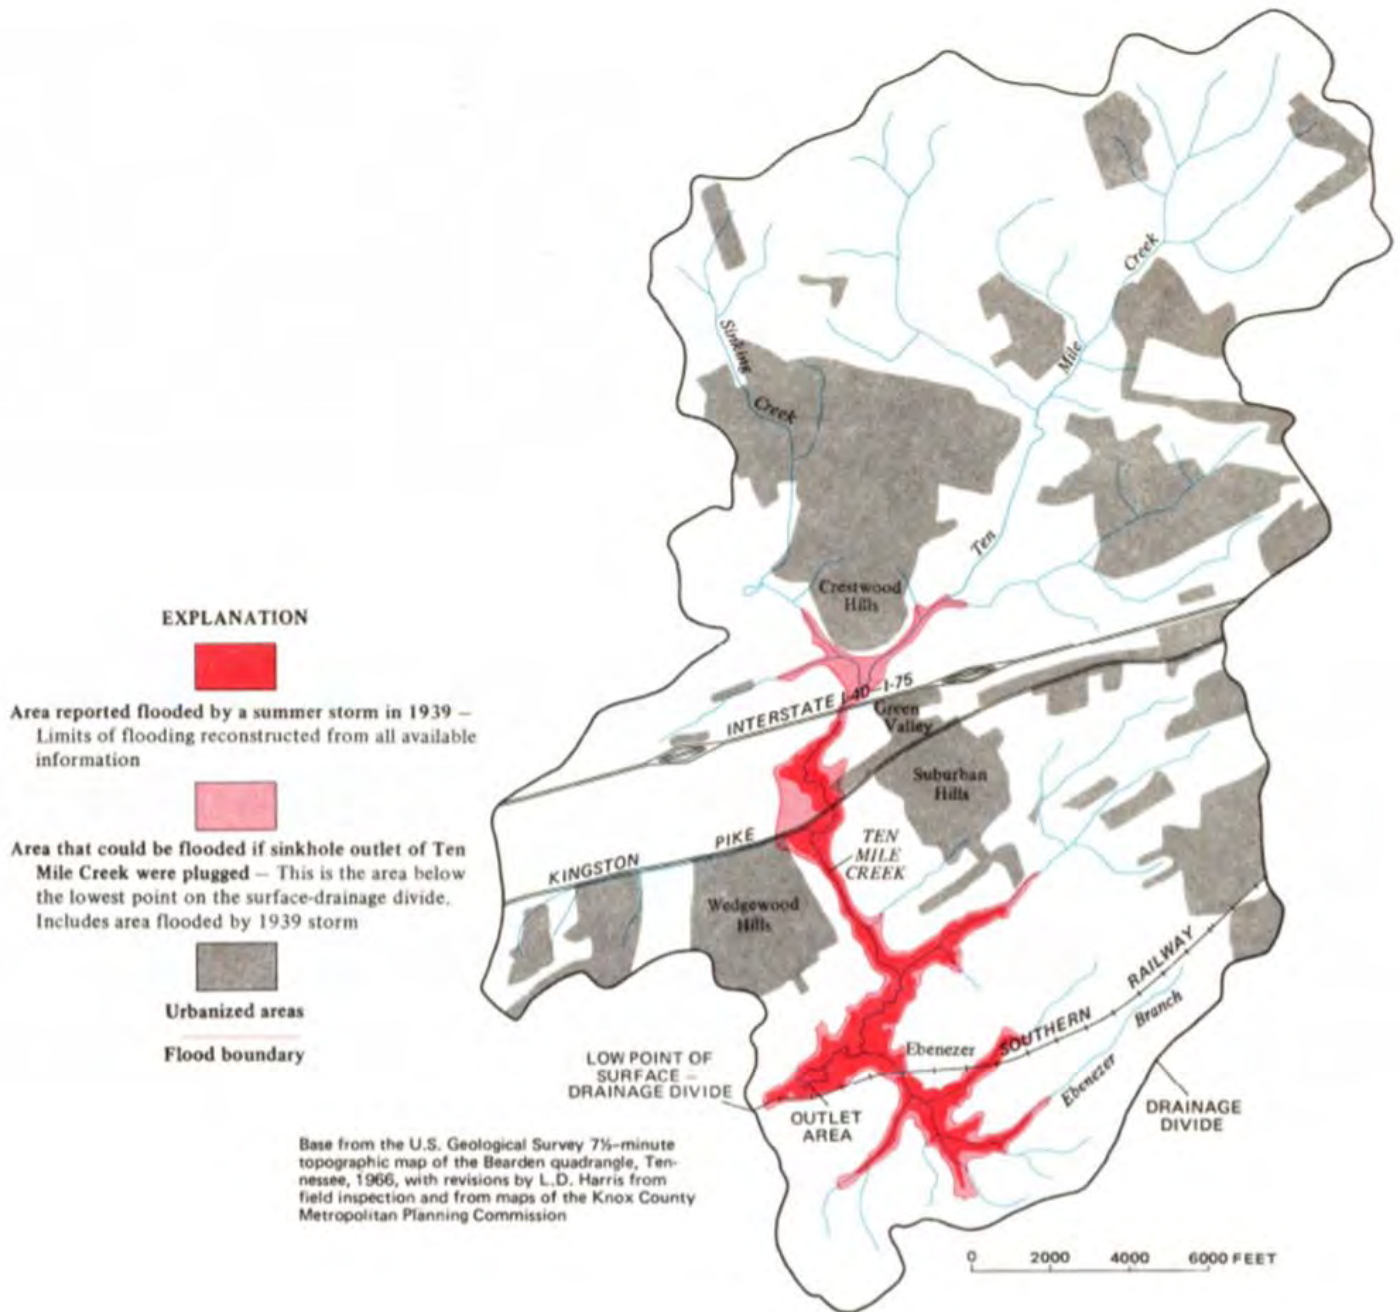 Creek
Mile
Sinking
Creek
Ten
Crestwood
Hills
INTERSTATE I-40-I-75
Green
Valley
Suburban
Hills
PIKE
KINGSTON
TEN
MILE
CREEK
Wedgewood
Hills
RAILWAY
SOUTHERN
Branch
Ebenezer
Ebenezer
LOW POINT OF
SURFACE –
DRAINAGE DIVIDE
OUTLET
AREA
DRAINAGE
DIVIDE
EXPLANATION
Area reported flooded by a summer storm in 1939 –
Limits of flooding reconstructed from all available
information
Area that could be flooded if sinkhole outlet of Ten
Mile Creek were plugged – This is the area below
the lowest point on the surface-drainage divide.
Includes area flooded by 1939 storm
Urbanized areas
Flood boundary
Base from the U.S. Geological Survey 7½-minute
topographic map of the Bearden quadrangle, Ten-
nessee, 1966, with revisions by L.D. Harris from
field inspection and from maps of the Knox County
Metropolitan Planning Commission
0 2000 4000 6000 FEET